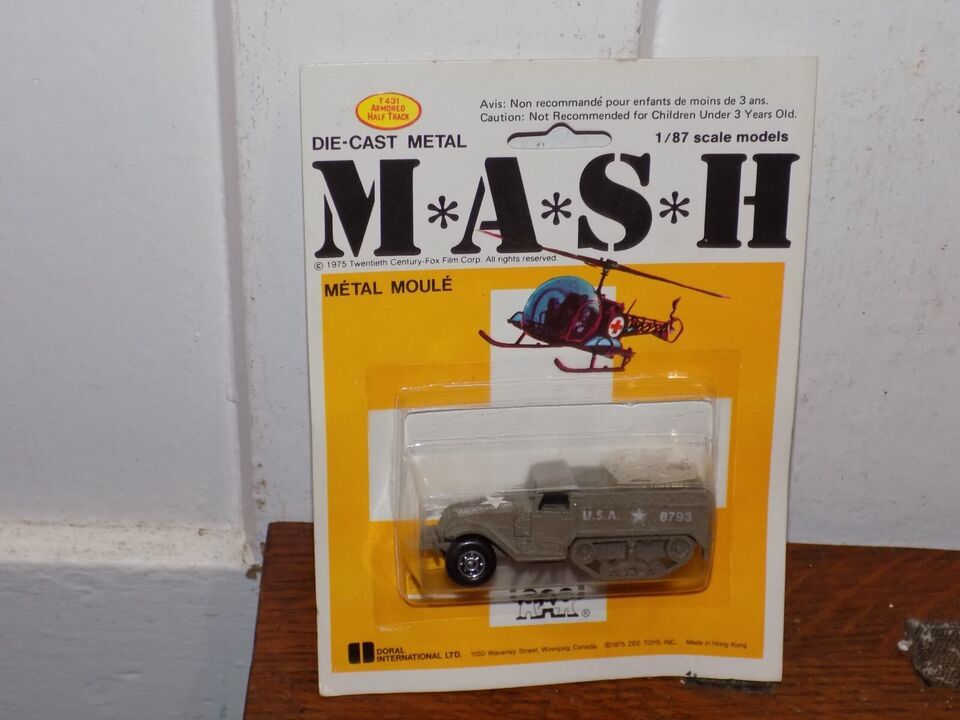 T431
ARMORED
HALF TRACK
Avis: Non recommandé pour enfants de moins de 3 ans.
Caution: Not Recommended for Children Under 3 Years Old.
DIE-CAST METAL
1/87 scale models
M*A*S*H
© 1975 Twentieth Century-Fox Film Corp. All rights reserved.
MÉTAL MOULÉ
U.S.A. 8793
®
DORAL
INTERNATIONAL LTD.
1100 Waverley Street, Winnipeg, Canada. ©1975 ZEE TOYS, INC. Made in Hong Kong